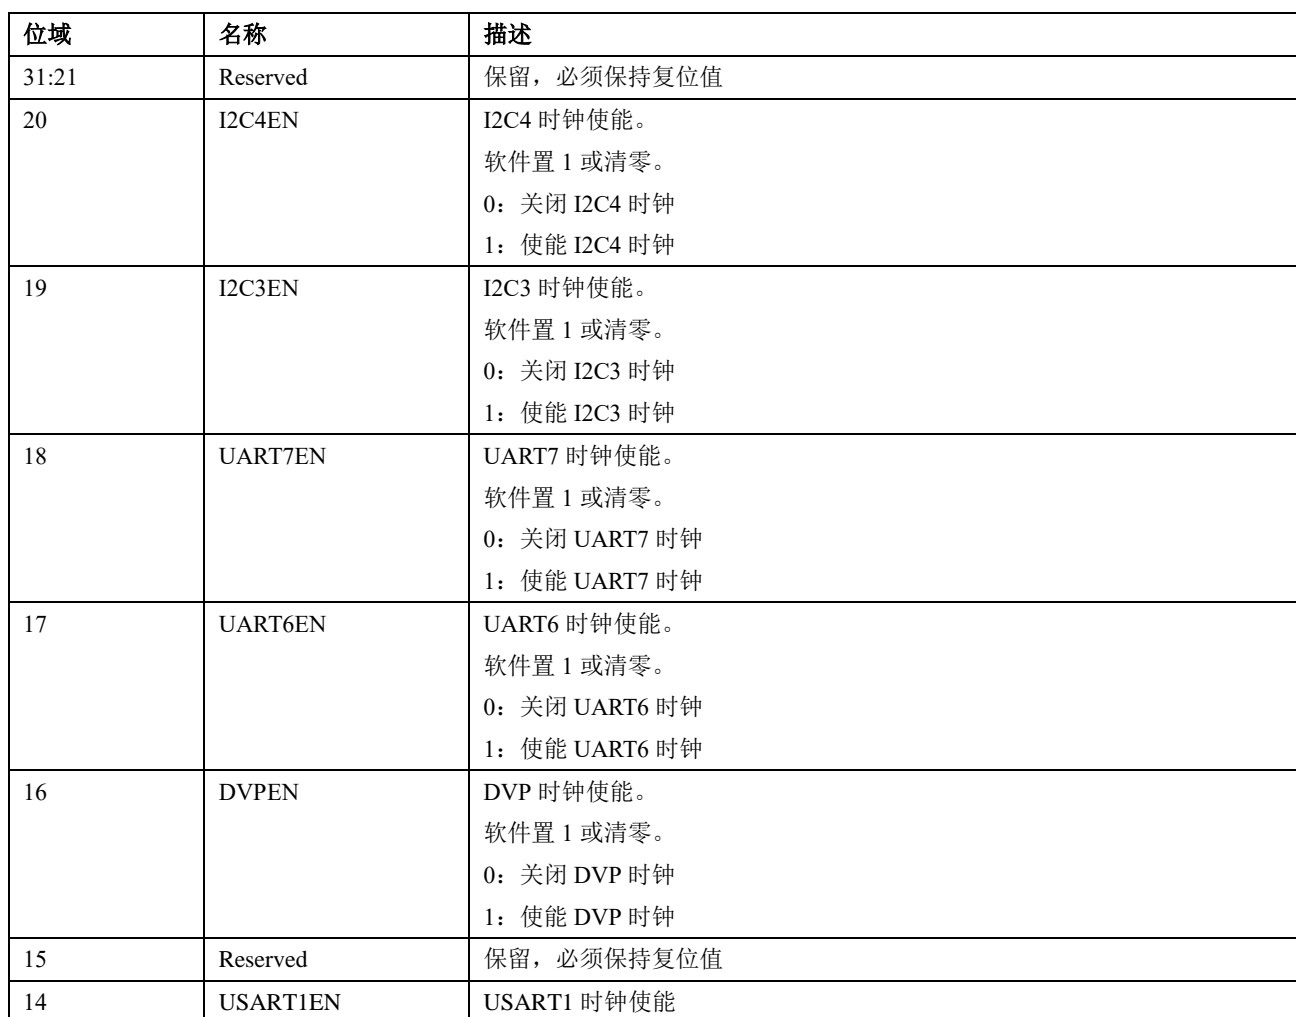 位域 名称 描述
31:21 Reserved 保留，必须保持复位值
20 I2C4EN I2C4 时钟使能。
软件置 1 或清零。
0：关闭 I2C4 时钟
1：使能 I2C4 时钟
19 I2C3EN I2C3 时钟使能。
软件置 1 或清零。
0：关闭 I2C3 时钟
1：使能 I2C3 时钟
18 UART7EN UART7 时钟使能。
软件置 1 或清零。
0：关闭 UART7 时钟
1：使能 UART7 时钟
17 UART6EN UART6 时钟使能。
软件置 1 或清零。
0：关闭 UART6 时钟
1：使能 UART6 时钟
16 DVPEN DVP 时钟使能。
软件置 1 或清零。
0：关闭 DVP 时钟
1：使能 DVP 时钟
15 Reserved 保留，必须保持复位值
14 USART1EN USART1 时钟使能